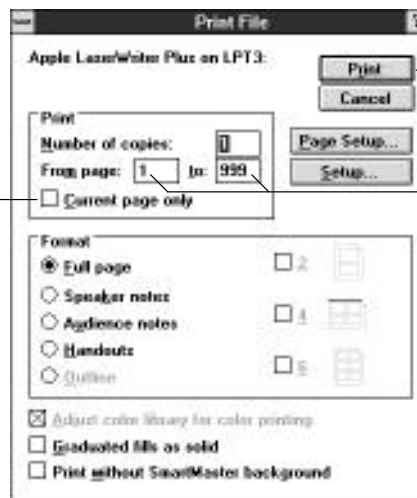 Print File
Apple LaserWriter Plus on LPT3:
Print
Cancel
Print
Number of copies: 1
Page Setup...
From page: 1 to: 999
Setup...
Current page only
Format
Full page
2
Speaker notes
Audience notes
4
Handouts
Outline
6
Adjust color library for color printing
Graduated fills as solid
Print without SmartMaster background